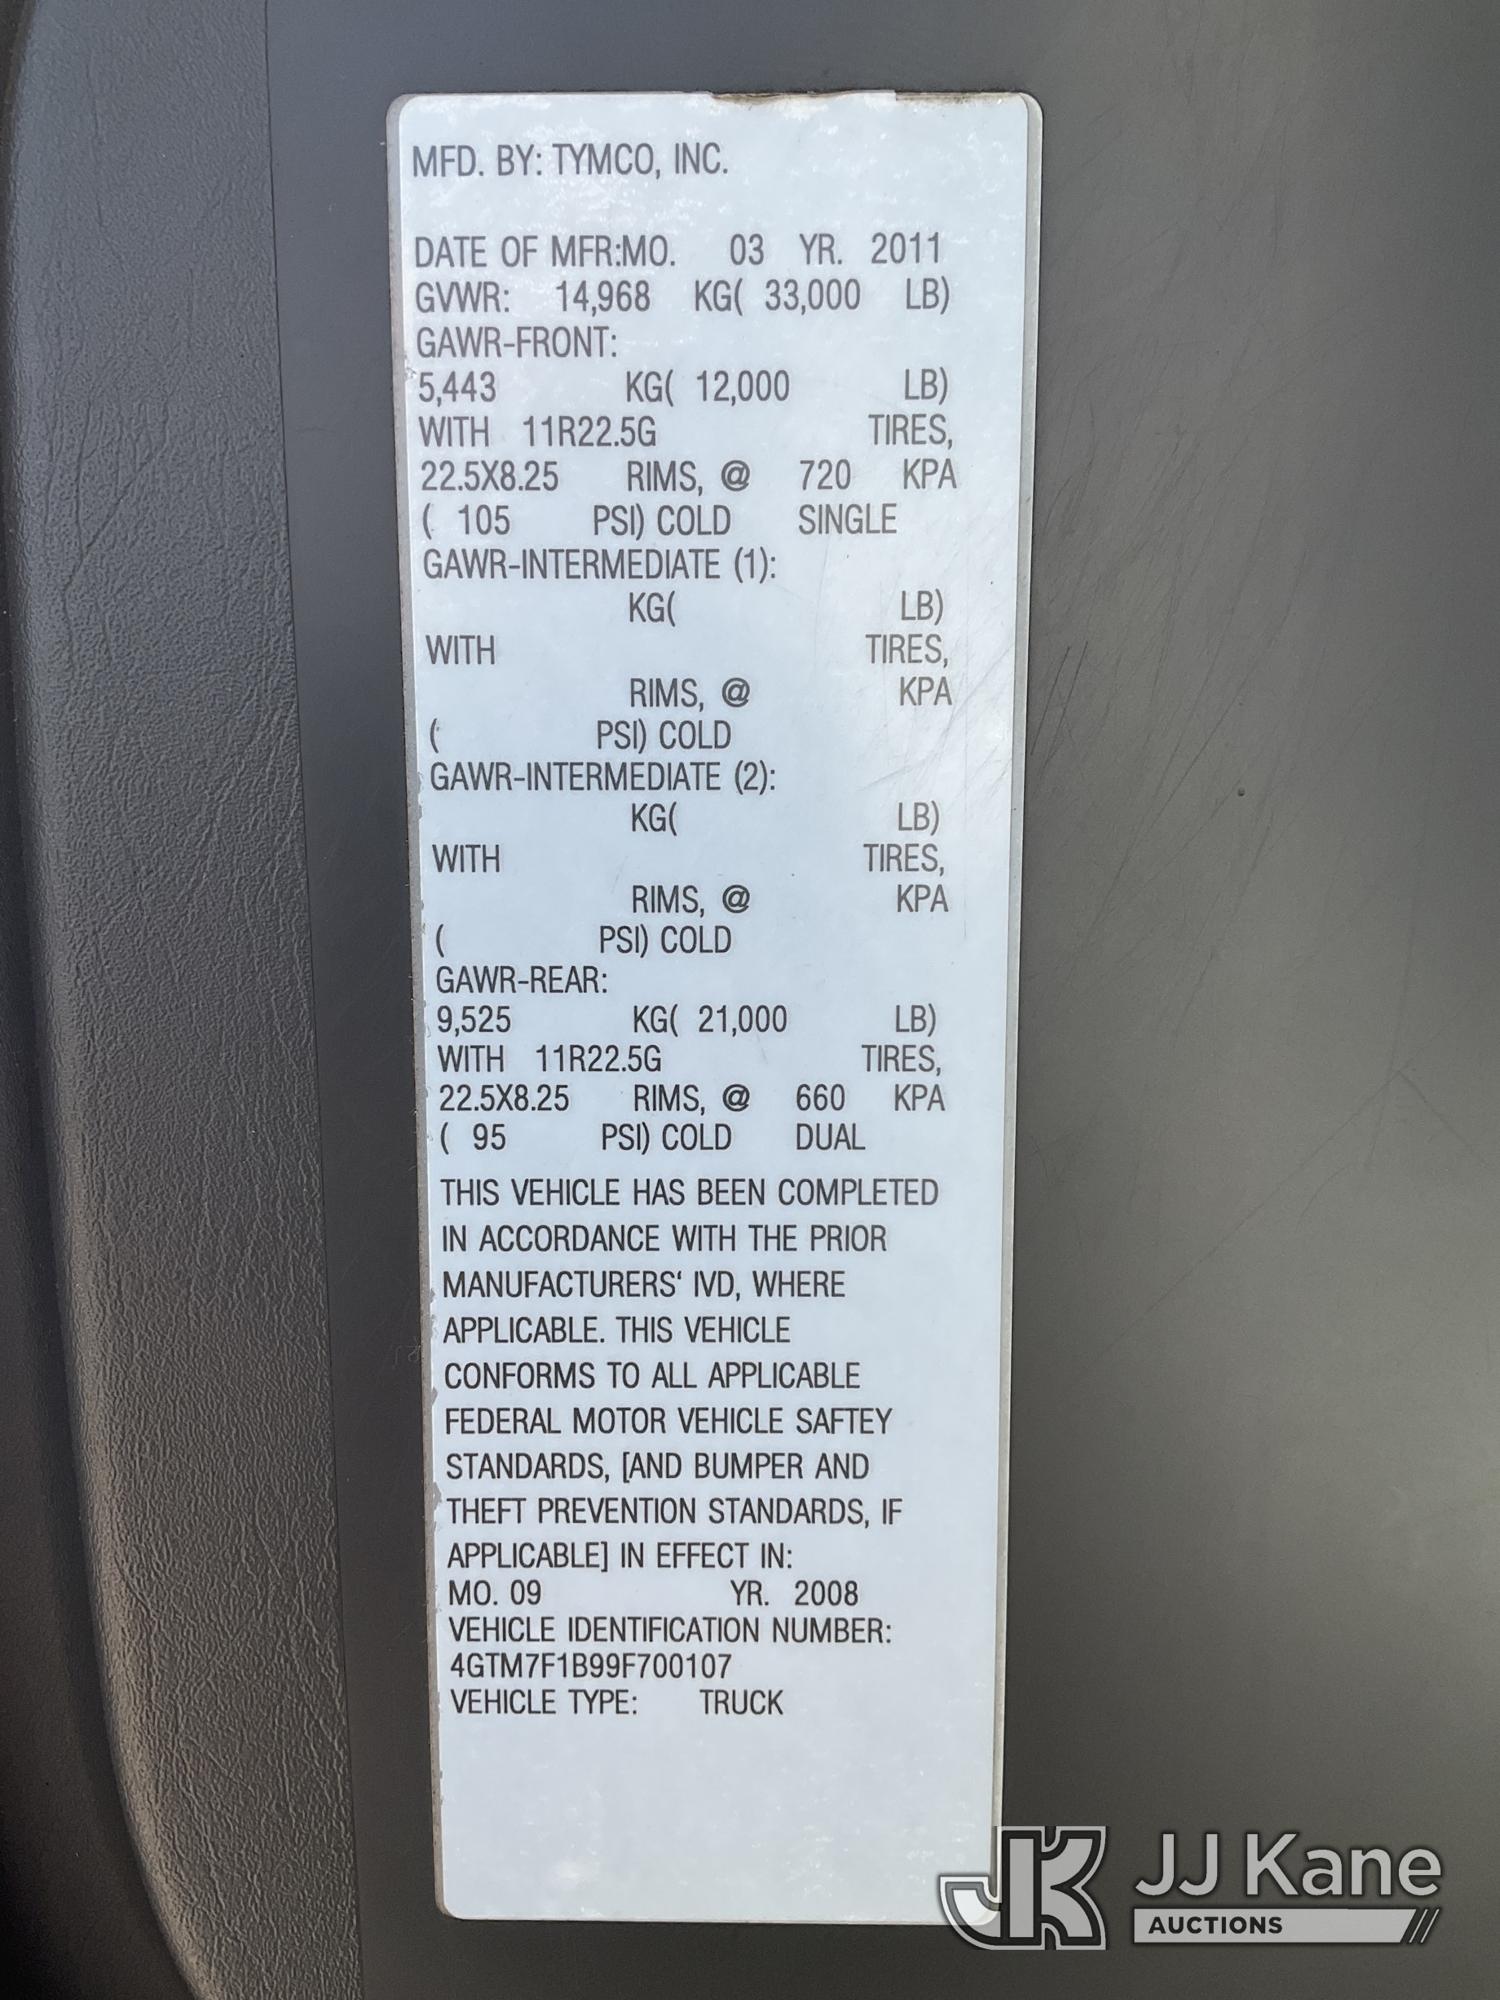 MFD. BY: TYMCO, INC.
DATE OF MFR:MO. 03 YR. 2011
GVWR: 14,968 KG( 33,000 LB)
GAWR-FRONT:
5,443 KG( 12,000 LB)
WITH 11R22.5G TIRES,
22.5X8.25 RIMS, @ 720 KPA
( 105 PSI) COLD SINGLE
GAWR-INTERMEDIATE (1):
KG( LB)
WITH TIRES,
RIMS, @ KPA
( PSI) COLD
GAWR-INTERMEDIATE (2):
KG( LB)
WITH TIRES,
RIMS, @ KPA
( PSI) COLD
GAWR-REAR:
9,525 KG( 21,000 LB)
WITH 11R22.5G TIRES,
22.5X8.25 RIMS, @ 660 KPA
( 95 PSI) COLD DUAL
THIS VEHICLE HAS BEEN COMPLETED
IN ACCORDANCE WITH THE PRIOR
MANUFACTURERS‘ IVD, WHERE
APPLICABLE. THIS VEHICLE
CONFORMS TO ALL APPLICABLE
FEDERAL MOTOR VEHICLE SAFTEY
STANDARDS, [AND BUMPER AND
THEFT PREVENTION STANDARDS, IF
APPLICABLE] IN EFFECT IN:
MO. 09 YR. 2008
VEHICLE IDENTIFICATION NUMBER:
4GTM7F1B99F700107
VEHICLE TYPE: TRUCK
JK JJ Kane
AUCTIONS